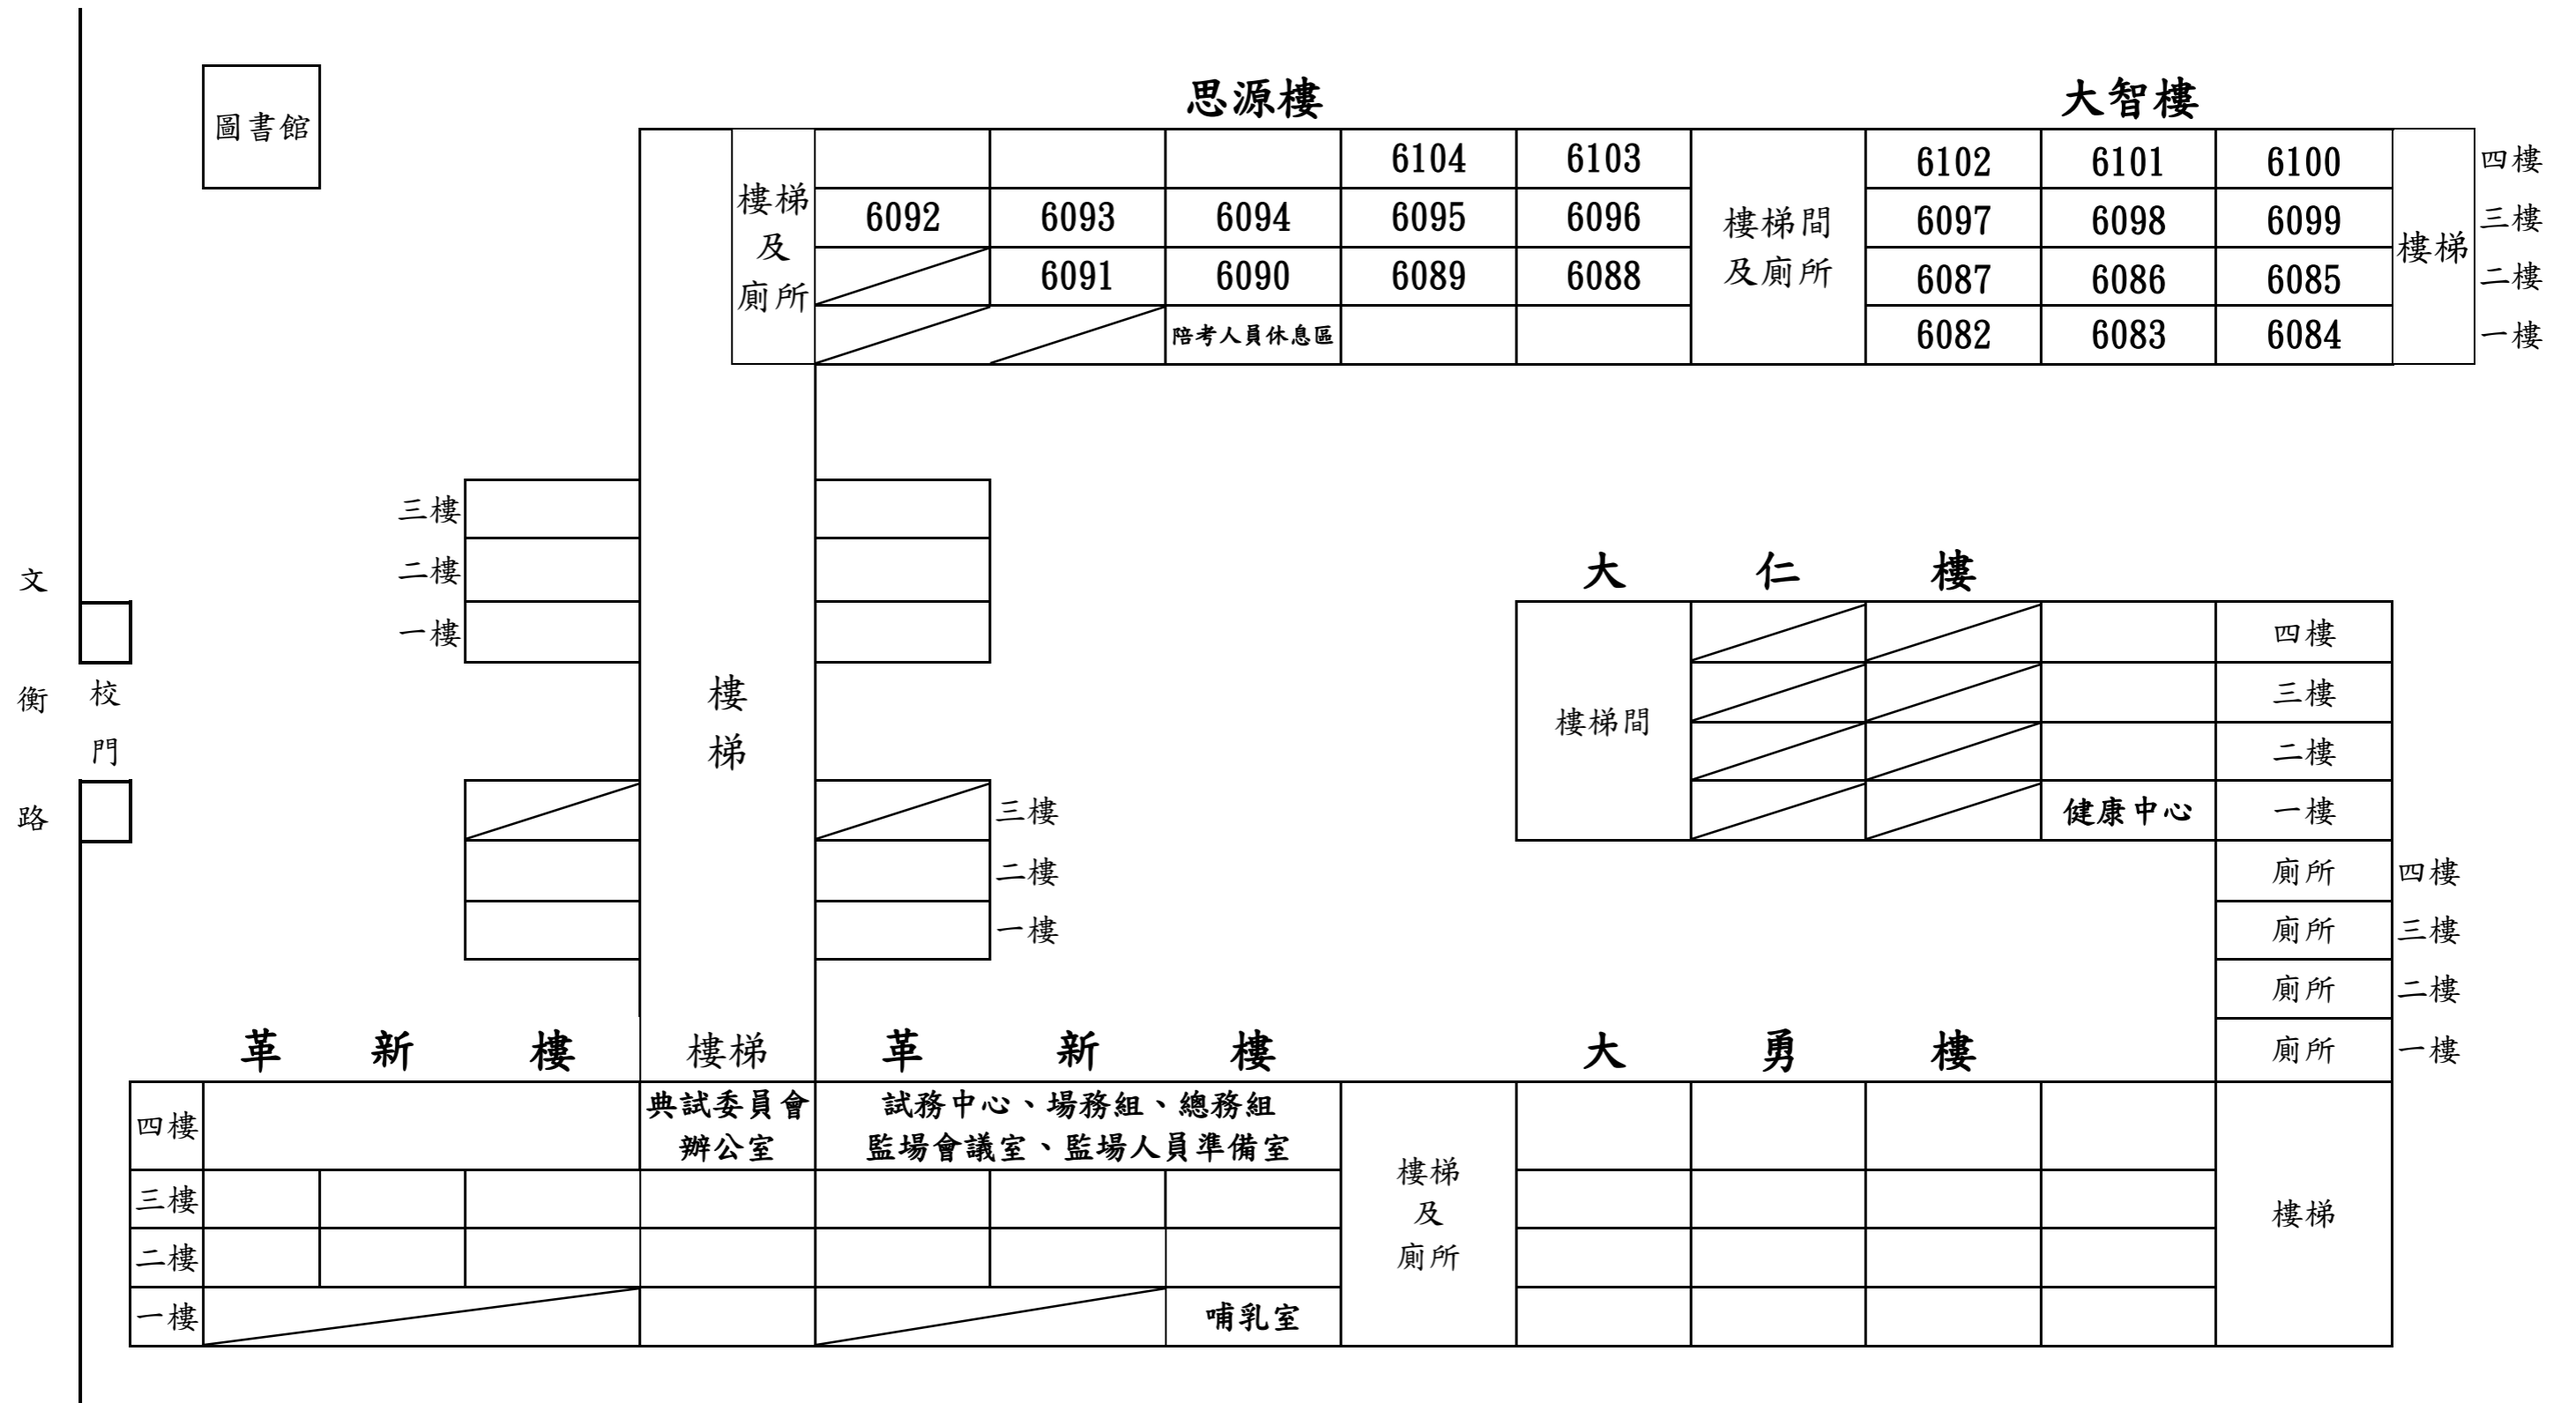 圖書館
思源樓 大智樓
樓梯及廁所 6104 6103 樓梯間及廁所 6102 6101 6100 樓梯 四樓
6092 6093 6094 6095 6096 6097 6098 6099 三樓
6091 6090 6089 6088 6087 6086 6085 二樓
陪考人員休息區 6082 6083 6084 一樓
三樓
二樓
一樓
文衡路
校門
樓梯
三樓
二樓
一樓
大仁樓
樓梯間
四樓
三樓
二樓
健康中心 一樓
廁所 四樓
廁所 三樓
廁所 二樓
廁所 一樓
革新樓 樓梯 革新樓 大勇樓
四樓
典試委員會
辦公室
試務中心、場務組、總務組
監場會議室、監場人員準備室
樓梯
及
廁所
樓梯
三樓
二樓
一樓 哺乳室